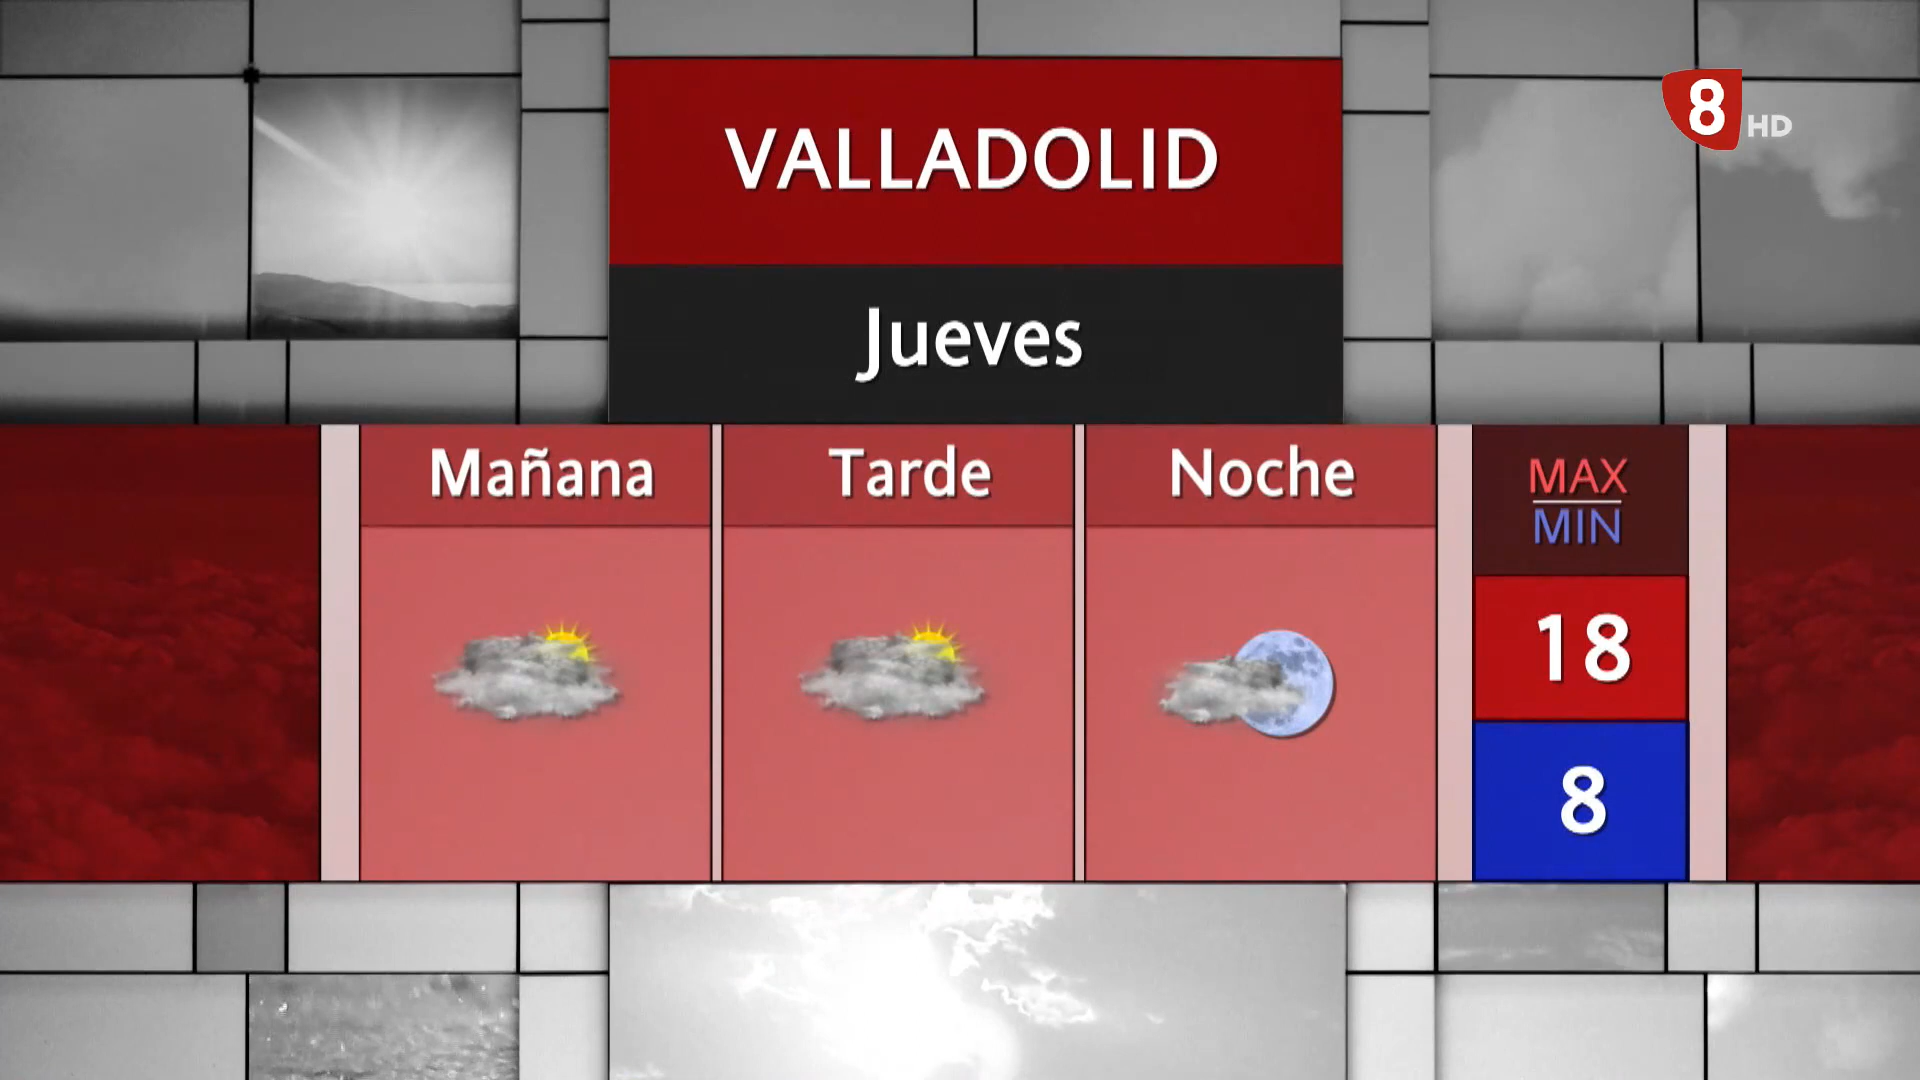 VALLADOLID
8 HD
Jueves
Mañana
Tarde
Noche
MAX
MIN
18
8